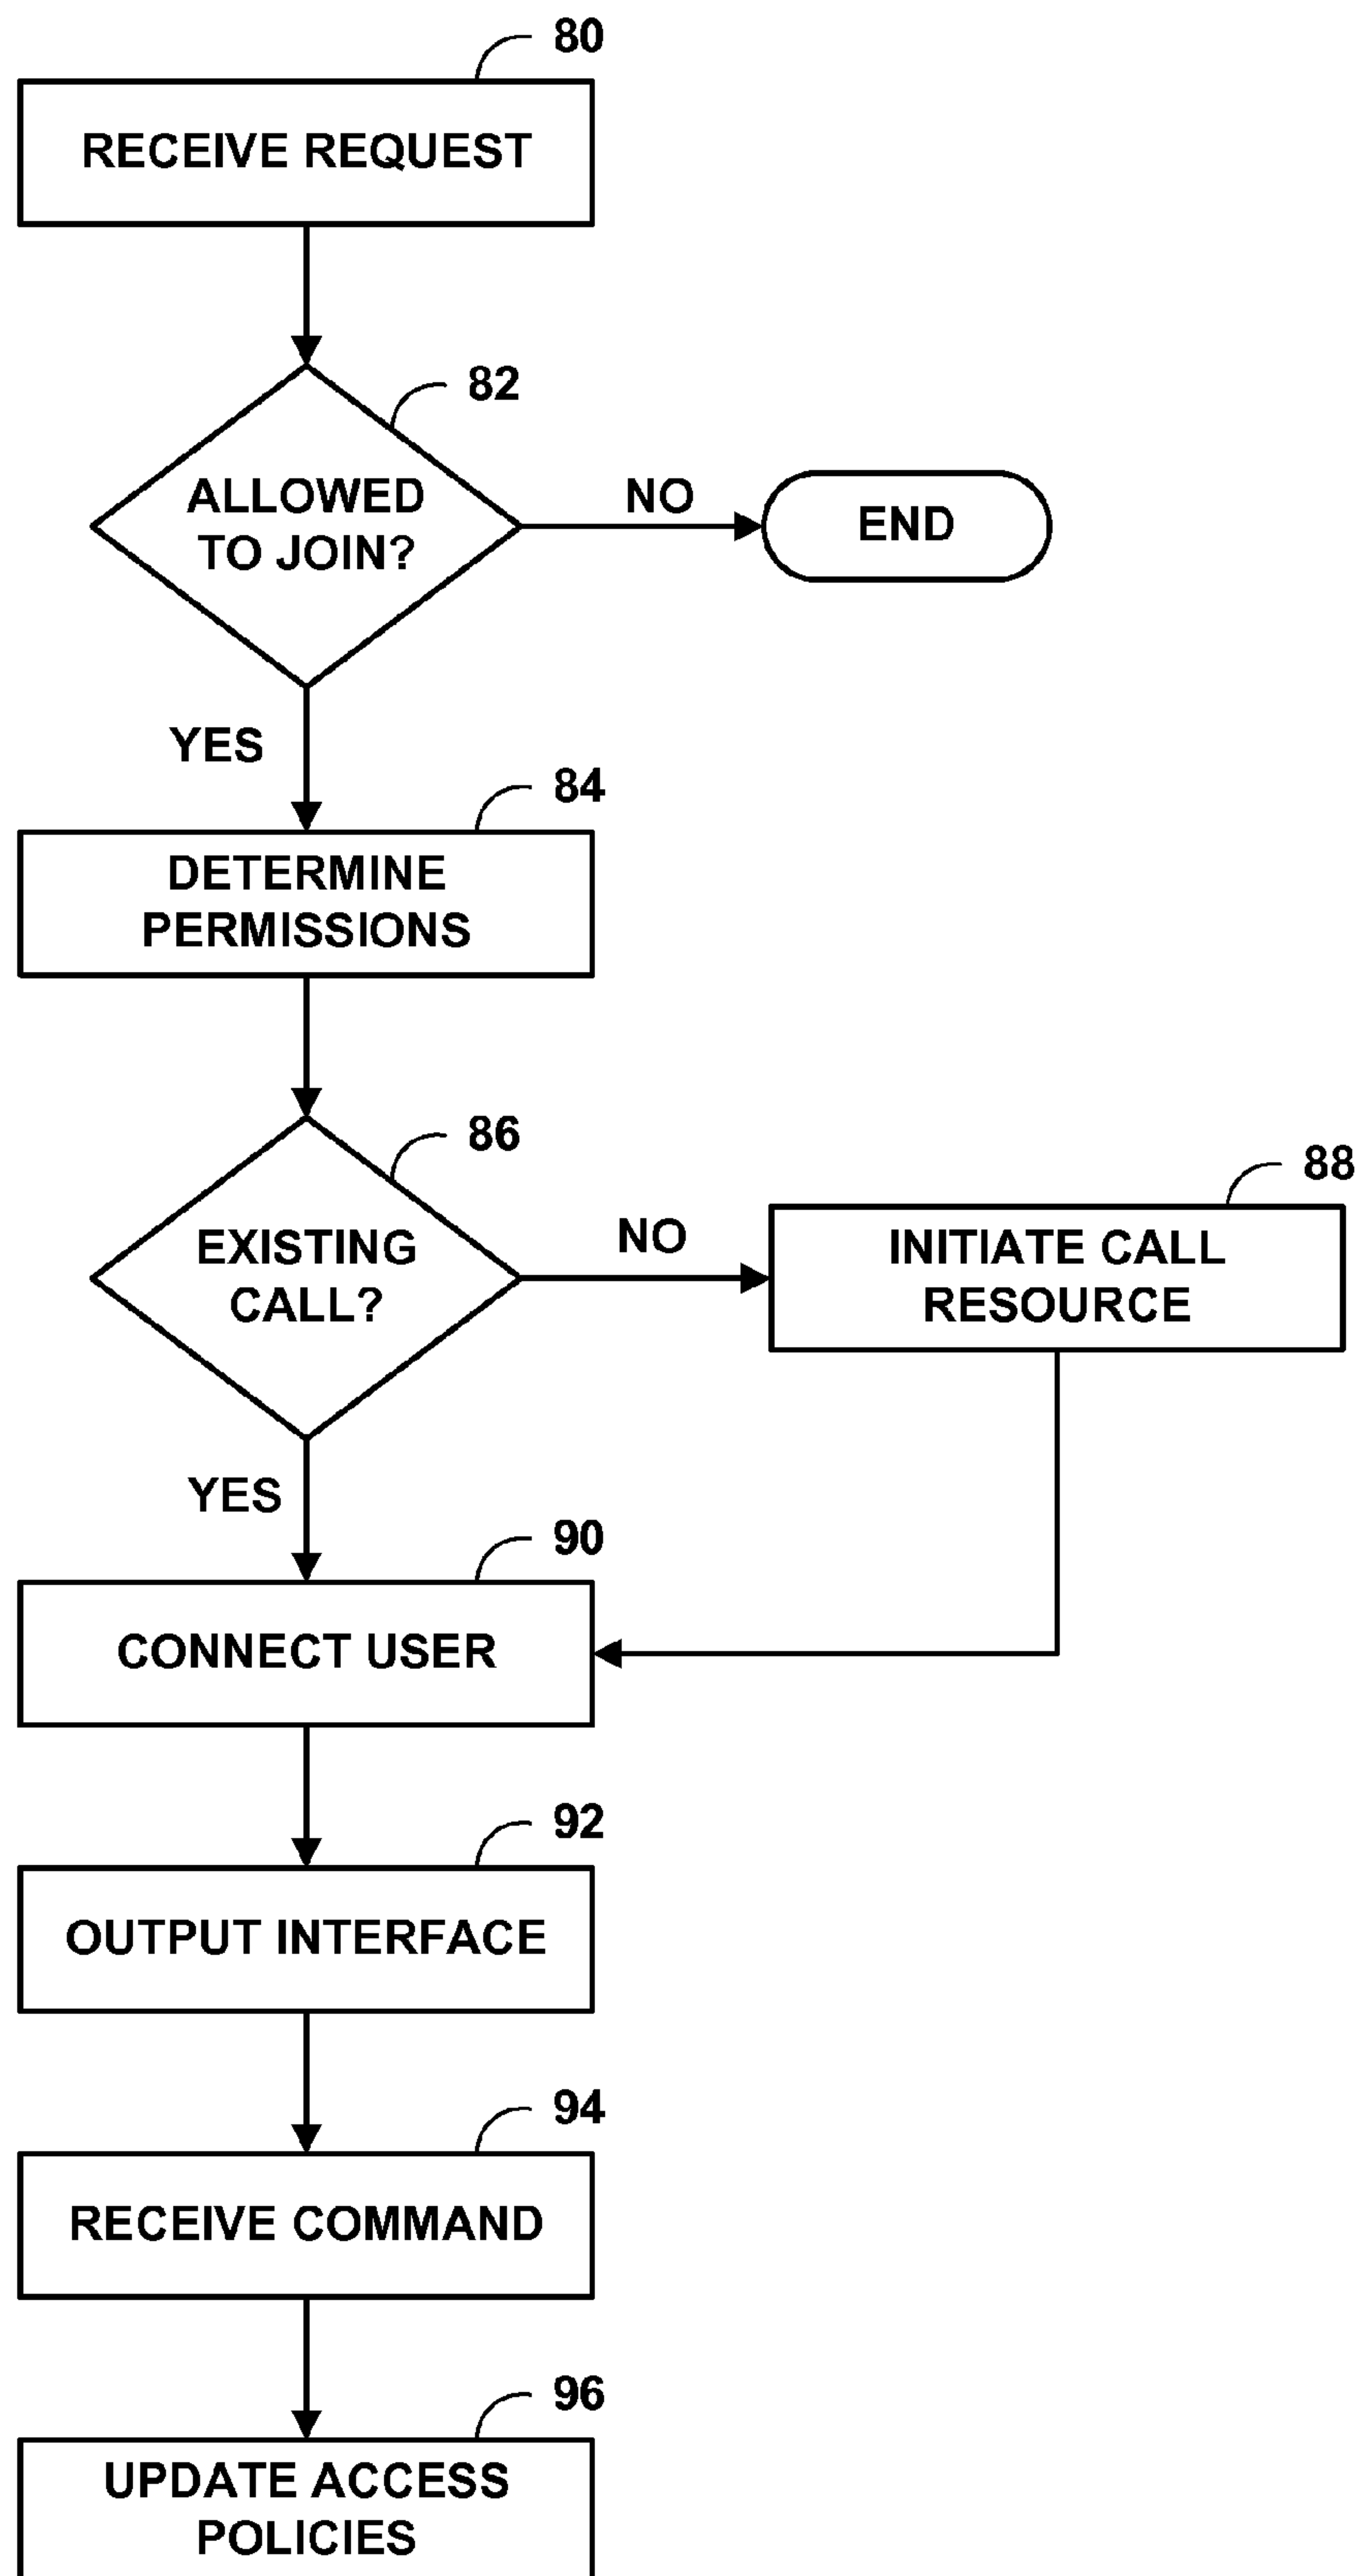 80
RECEIVE REQUEST
82
ALLOWED
TO JOIN?
NO
END
YES
84
DETERMINE
PERMISSIONS
86
EXISTING
CALL?
NO
88
INITIATE CALL
RESOURCE
YES
90
CONNECT USER
92
OUTPUT INTERFACE
94
RECEIVE COMMAND
96
UPDATE ACCESS
POLICIES